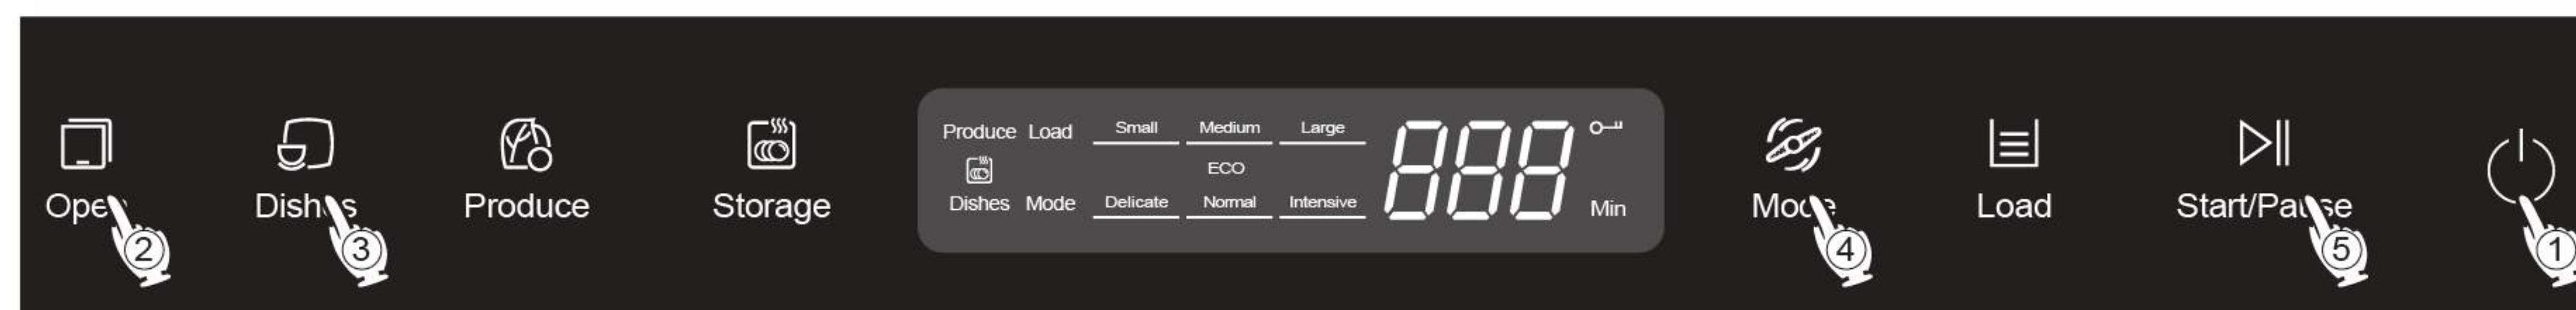 Produce Load Small Medium Large
ECO
Dishes Mode Delicate Normal Intensive 888 Min
Open Dishes Produce Storage Mode Load Start/Pause
2 3 4 5 1